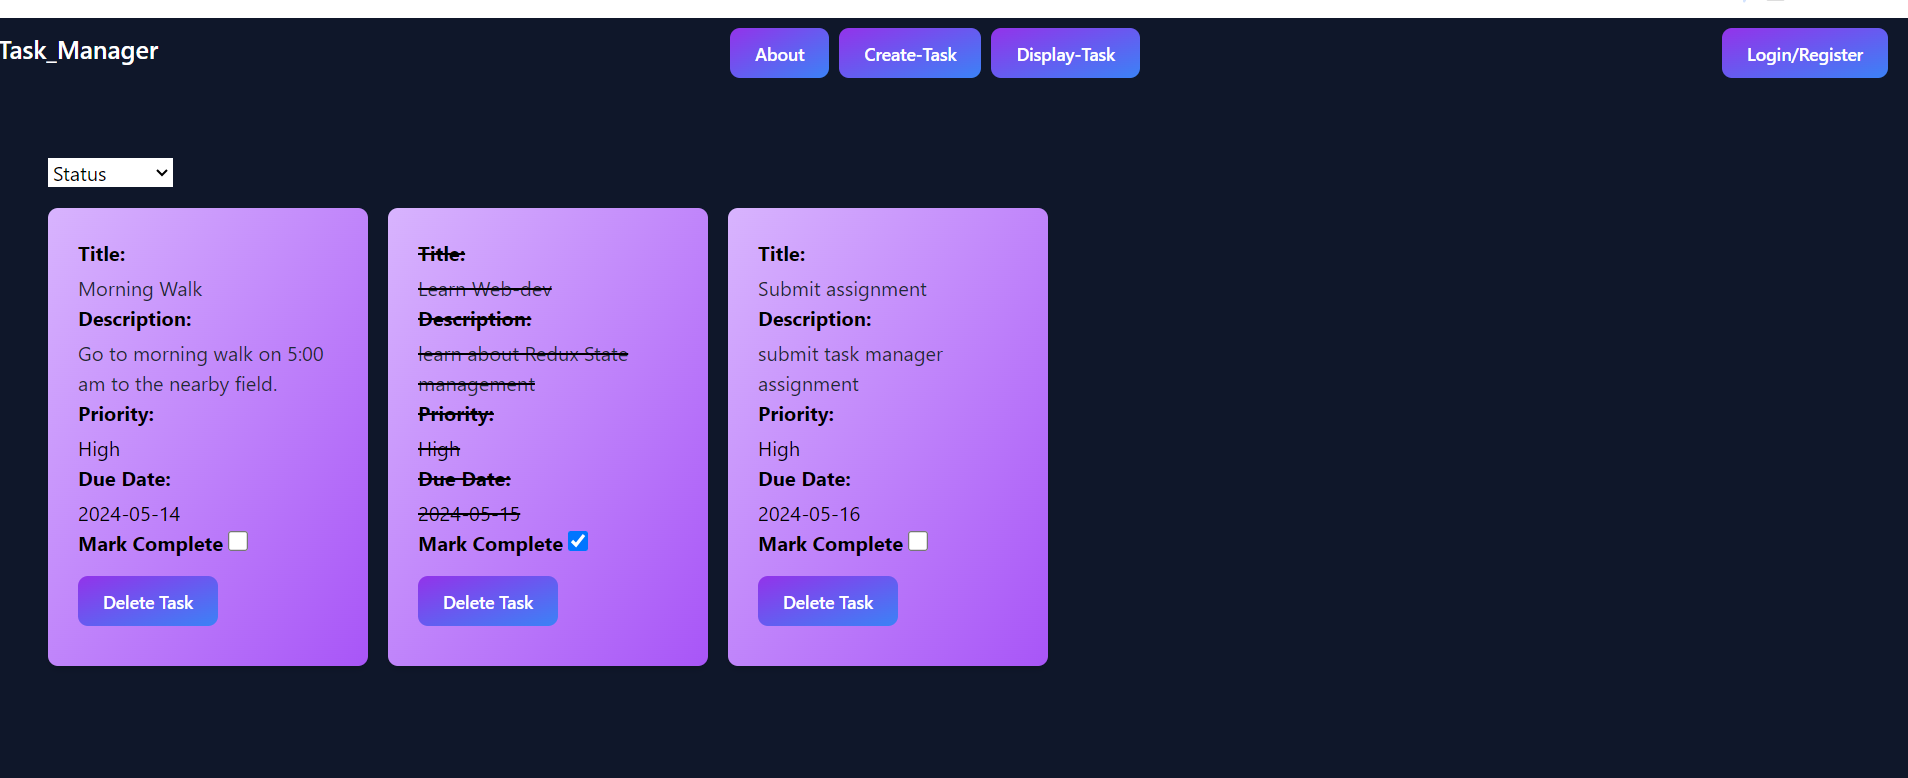 Task_Manager
About
Create-Task
Display-Task
Login/Register
Status
Title:
Morning Walk
Description:
Go to morning walk on 5:00
am to the nearby field.
Priority:
High
Due Date:
2024-05-14
Mark Complete
Delete Task
Title:
Learn Web-dev
Description:
learn about Redux State
management
Priority:
High
Due Date:
2024-05-15
Mark Complete
Delete Task
Title:
Submit assignment
Description:
submit task manager
assignment
Priority:
High
Due Date:
2024-05-16
Mark Complete
Delete Task